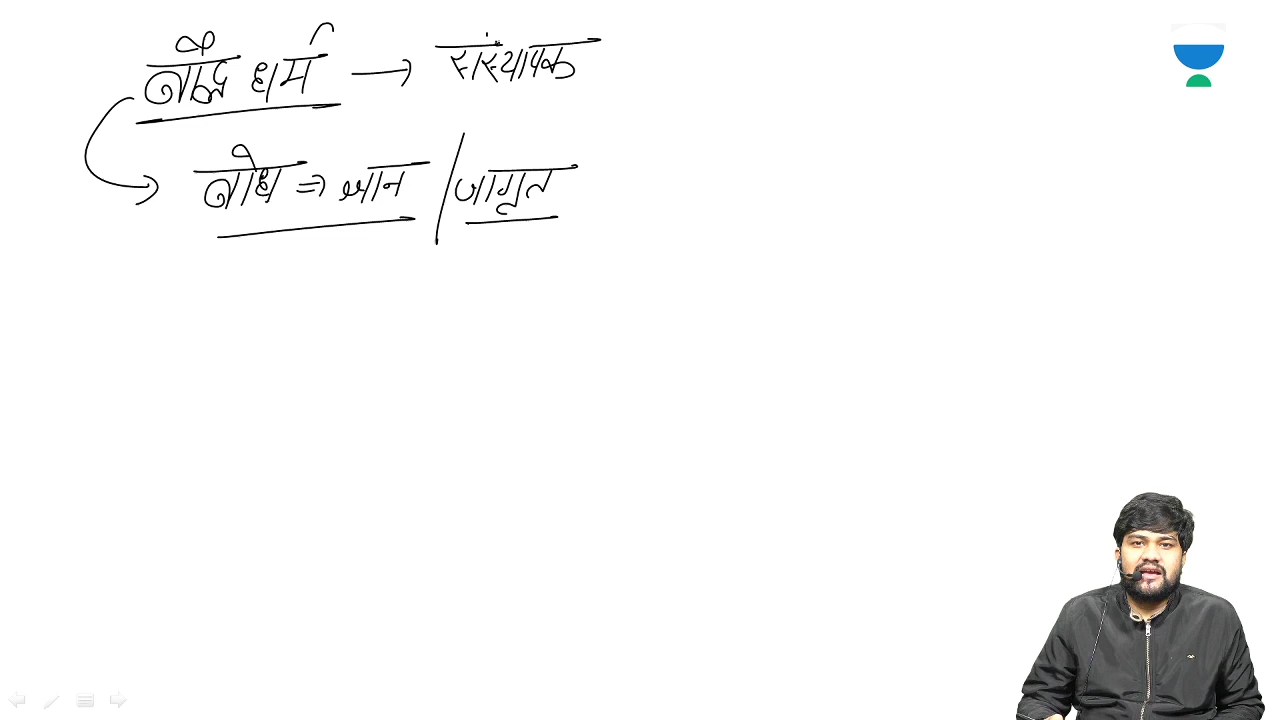 बौद्ध धर्म → संस्थापक
बोध ⇒ ज्ञान / जागृत